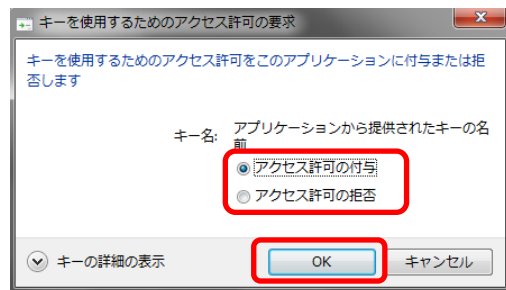 キーを使用するためのアクセス許可の要求
キーを使用するためのアクセス許可をこのアプリケーションに付与または拒
否します
キー名: アプリケーションから提供されたキーの名
前
アクセス許可の付与
アクセス許可の拒否
キーの詳細の表示 OK キャンセル